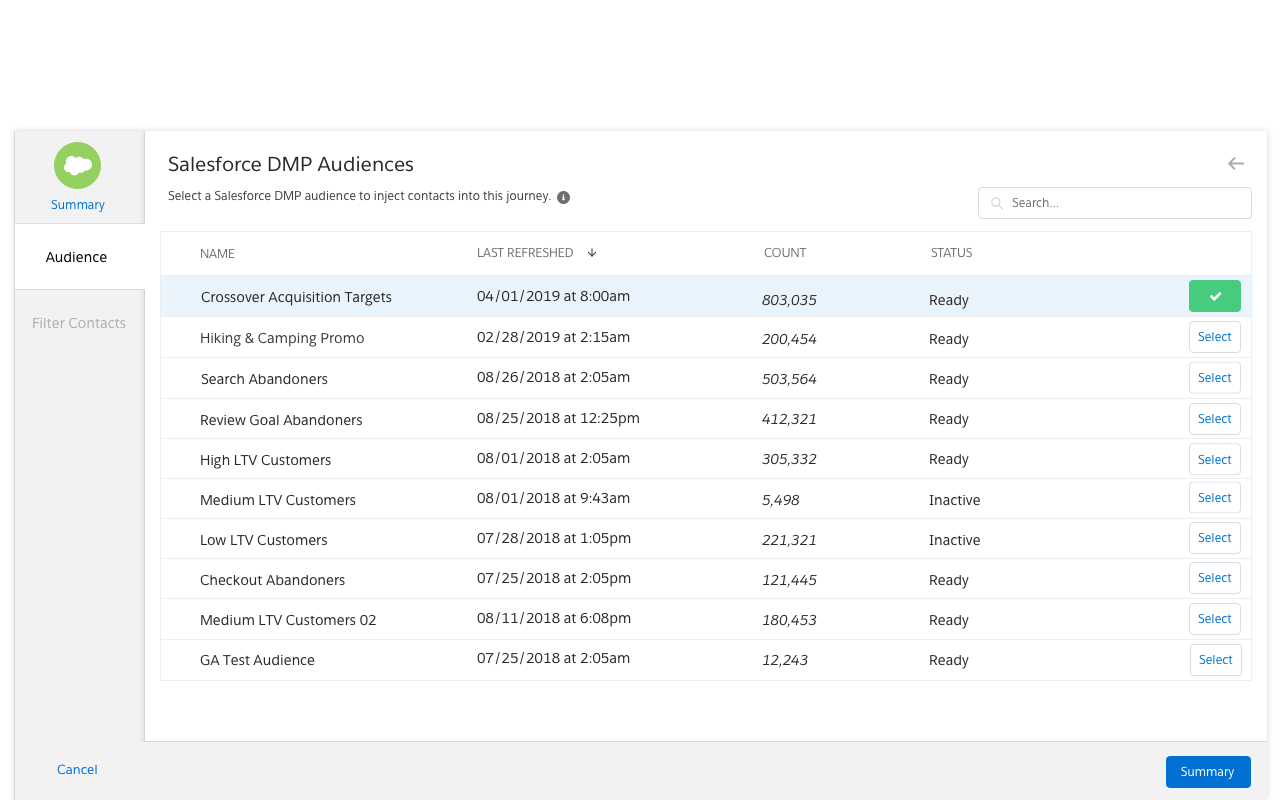 Summary
Audience
Filter Contacts
Salesforce DMP Audiences
Select a Salesforce DMP audience to inject contacts into this journey.
Search...
NAME LAST REFRESHED COUNT STATUS
Crossover Acquisition Targets 04/01/2019 at 8:00am 803,035 Ready
Hiking & Camping Promo 02/28/2019 at 2:15am 200,454 Ready Select
Search Abandoners 08/26/2018 at 2:05am 503,564 Ready Select
Review Goal Abandoners 08/25/2018 at 12:25pm 412,321 Ready Select
High LTV Customers 08/01/2018 at 2:05am 305,332 Ready Select
Medium LTV Customers 08/01/2018 at 9:43am 5,498 Inactive Select
Low LTV Customers 07/28/2018 at 1:05pm 221,321 Inactive Select
Checkout Abandoners 07/25/2018 at 2:05pm 121,445 Ready Select
Medium LTV Customers 02 08/11/2018 at 6:08pm 180,453 Ready Select
GA Test Audience 07/25/2018 at 2:05am 12,243 Ready Select
Cancel
Summary